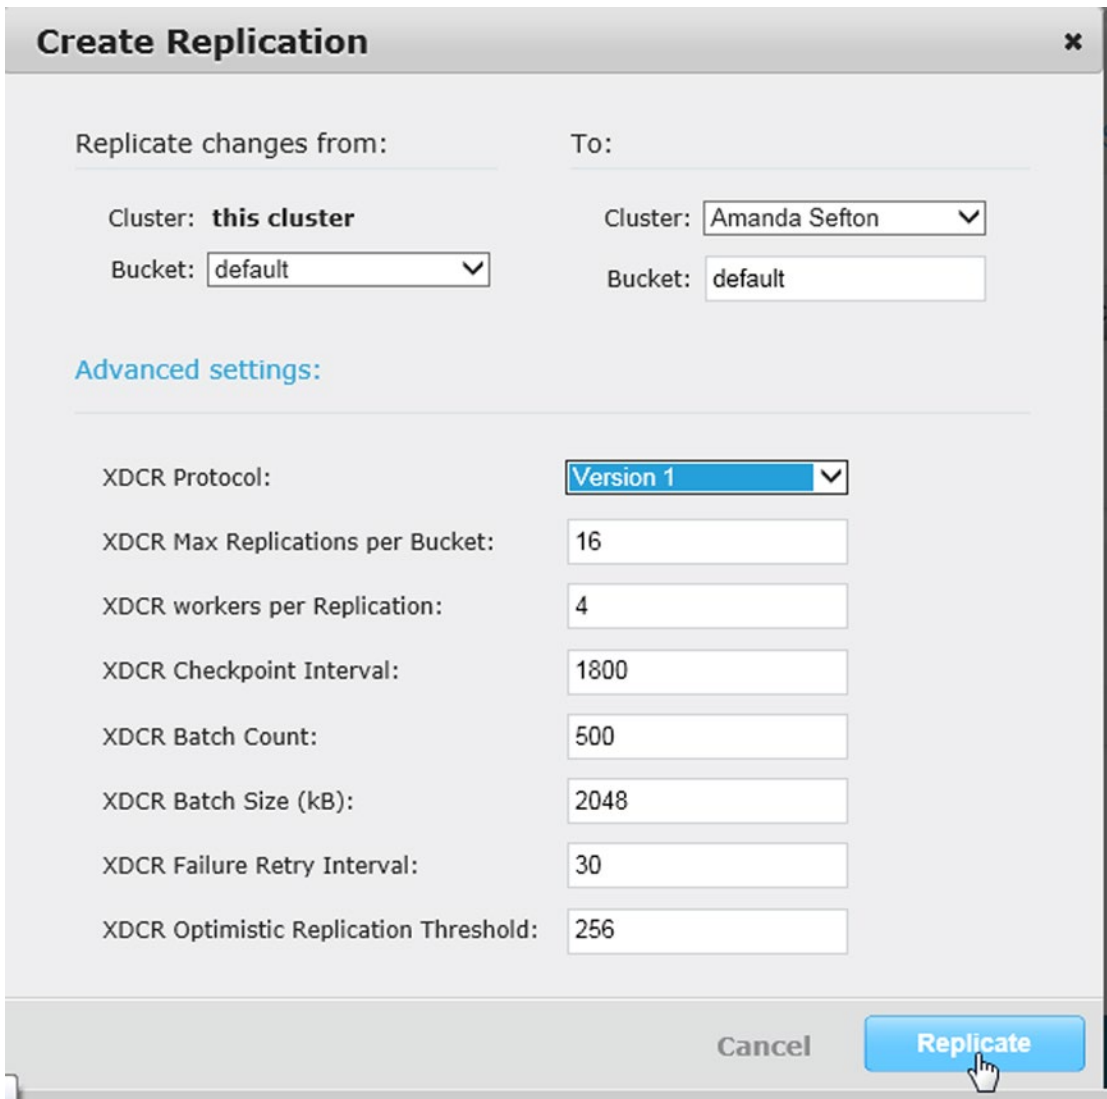 Create Replication
Replicate changes from:
To:
Cluster: this cluster
Cluster: Amanda Sefton
Bucket: default
Bucket: default
Advanced settings:
XDCR Protocol: Version 1
XDCR Max Replications per Bucket: 16
XDCR workers per Replication: 4
XDCR Checkpoint Interval: 1800
XDCR Batch Count: 500
XDCR Batch Size (kB): 2048
XDCR Failure Retry Interval: 30
XDCR Optimistic Replication Threshold: 256
Cancel
Replicate